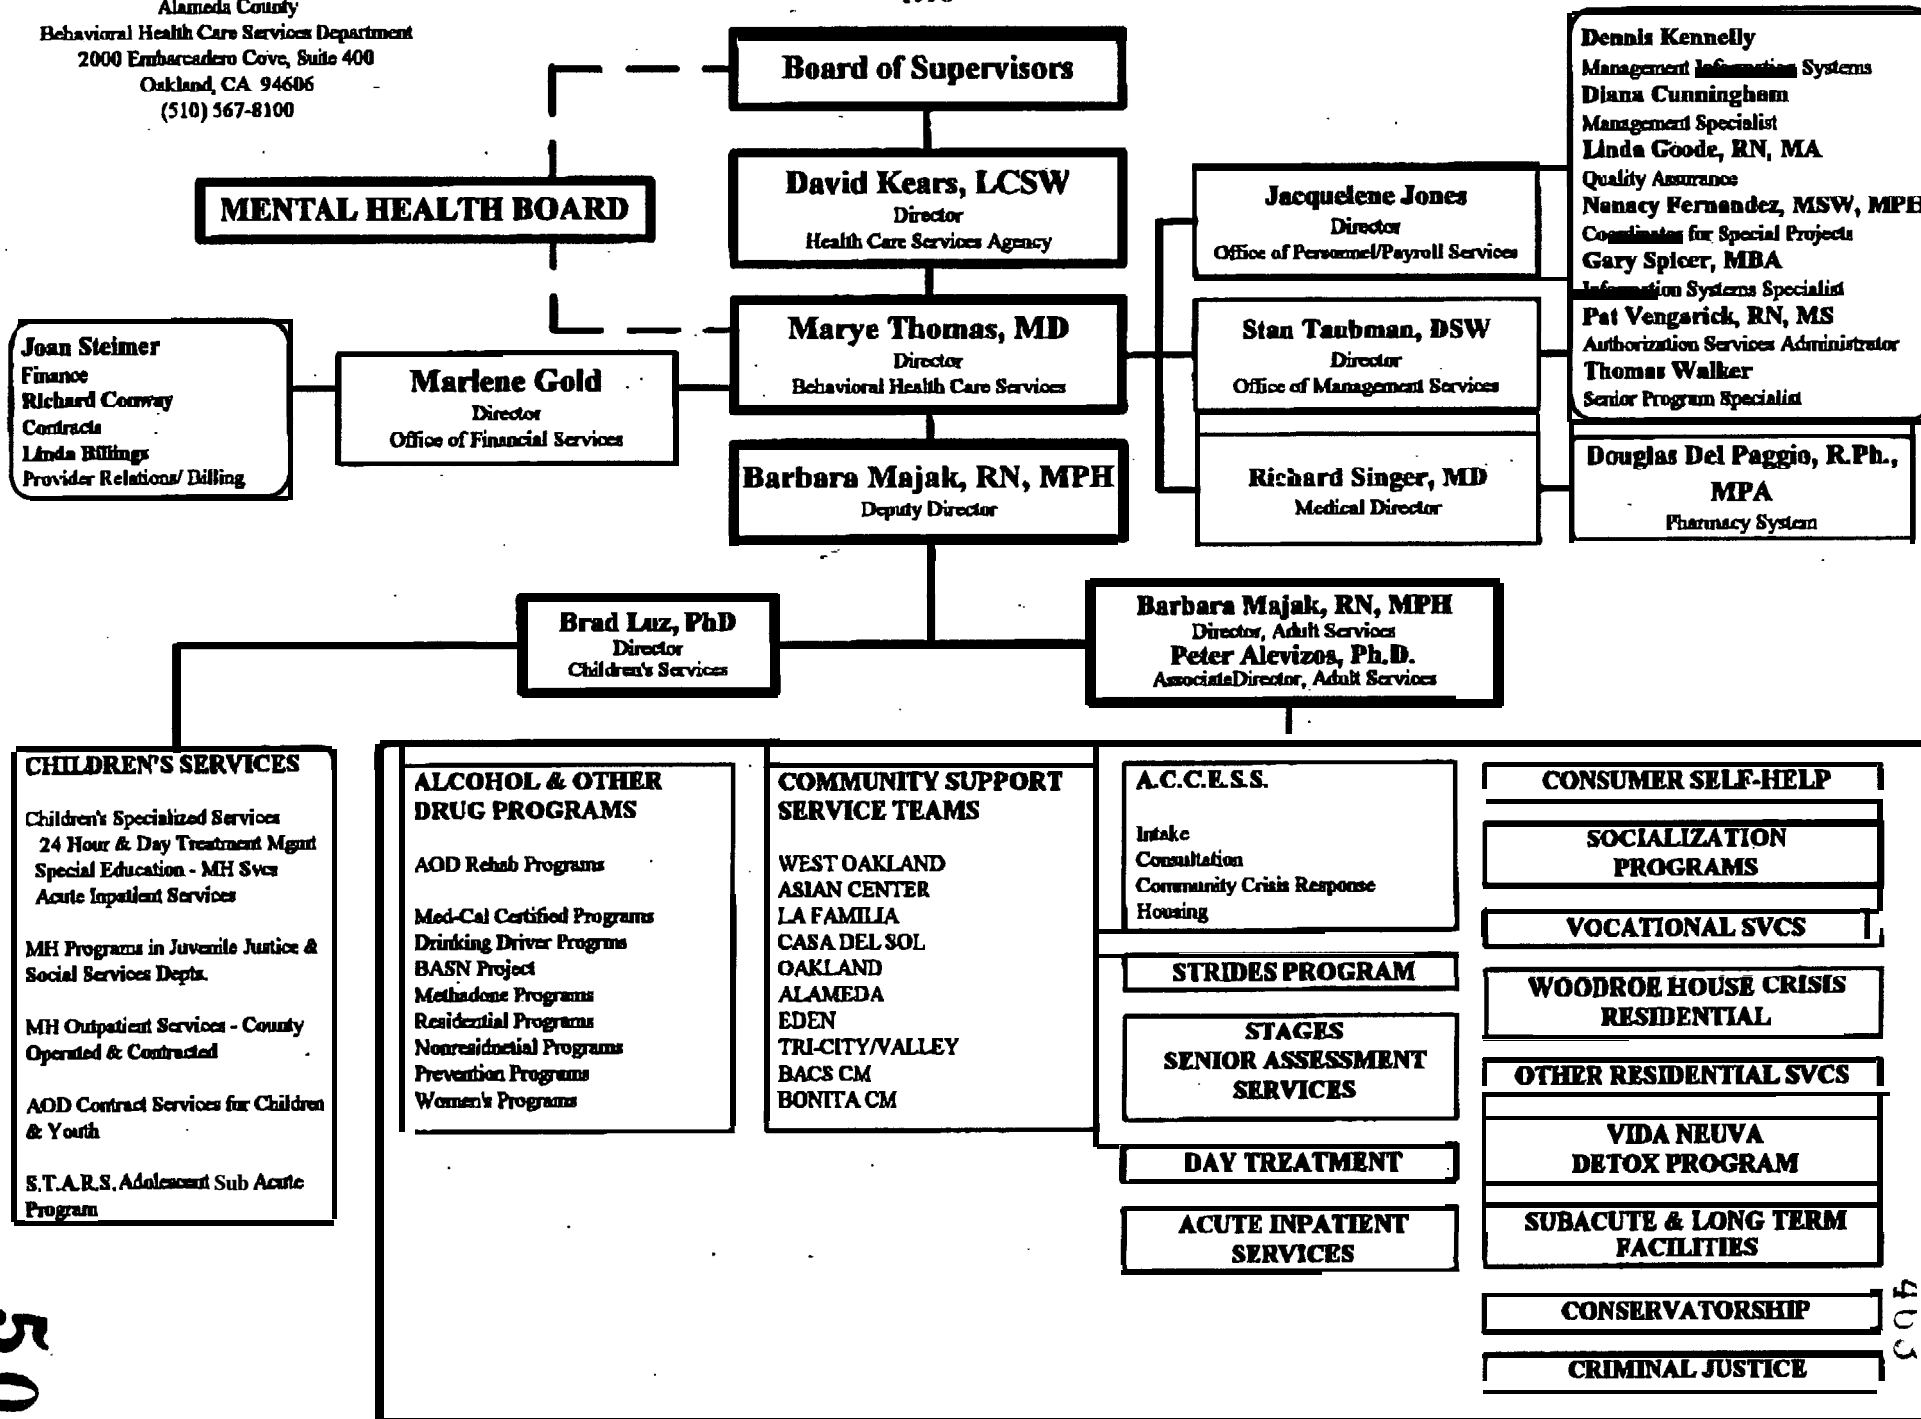 Alameda County
Behavioral Health Care Services Department
2000 Embarcadero Cove, Suite 400
Oakland, CA 94606
(510) 567-8100
Board of Supervisors
MENTAL HEALTH BOARD
David Kears, LCSW
Director
Health Care Services Agency
Marye Thomas, MD
Director
Behavioral Health Care Services
Barbara Majak, RN, MPH
Deputy Director
Joan Steimer
Finance
Richard Conway
Contracts
Linda Billings
Provider Relations/ Billing
Marlene Gold
Director
Office of Financial Services
Jacquelene Jones
Director
Office of Personnel/Payroll Services
Stan Taubman, DSW
Director
Office of Management Services
Richard Singer, MD
Medical Director
Dennis Kennelly
Management Information Systems
Diana Cunningham
Management Specialist
Linda Goode, RN, MA
Quality Assurance
Nanacy Fernandez, MSW, MPH
Coordinator for Special Projects
Gary Spicer, MBA
Information Systems Specialist
Pat Vengarick, RN, MS
Authorization Services Administrator
Thomas Walker
Senior Program Specialist
Douglas Del Paggio, R.Ph.,
MPA
Pharmacy System
Brad Luz, PhD
Director
Children's Services
Barbara Majak, RN, MPH
Director, Adult Services
Peter Alevizos, Ph.D.
AssociateDirector, Adult Services
CHILDREN'S SERVICES
Children's Specialized Services
24 Hour & Day Treatment Mgmt
Special Education - MH Svcs
Acute Inpatient Services
MH Programs in Juvenile Justice &
Social Services Depts.
MH Outpatient Services - County
Operated & Contracted
AOD Contract Services for Children
& Youth
S.T.A.R.S. Adolescent Sub Acute
Program
ALCOHOL & OTHER
DRUG PROGRAMS
AOD Rehab Programs
Med-Cal Certified Programs
Drinking Driver Progrms
BASN Project
Methadone Programs
Residential Programs
Nonresidnetial Programs
Prevention Programs
Women's Programs
COMMUNITY SUPPORT
SERVICE TEAMS
WEST OAKLAND
ASIAN CENTER
LA FAMILIA
CASA DEL SOL
OAKLAND
ALAMEDA
EDEN
TRI-CITY/VALLEY
BACS CM
BONITA CM
A.C.C.E.S.S.
Intake
Consultation
Community Crisis Response
Housing
STRIDES PROGRAM
STAGES
SENIOR ASSESSMENT
SERVICES
DAY TREATMENT
ACUTE INPATIENT
SERVICES
CONSUMER SELF-HELP
SOCIALIZATION
PROGRAMS
VOCATIONAL SVCS
WOODROE HOUSE CRISIS
RESIDENTIAL
OTHER RESIDENTIAL SVCS
VIDA NEUVA
DETOX PROGRAM
SUBACUTE & LONG TERM
FACILITIES
CONSERVATORSHIP
CRIMINAL JUSTICE
50